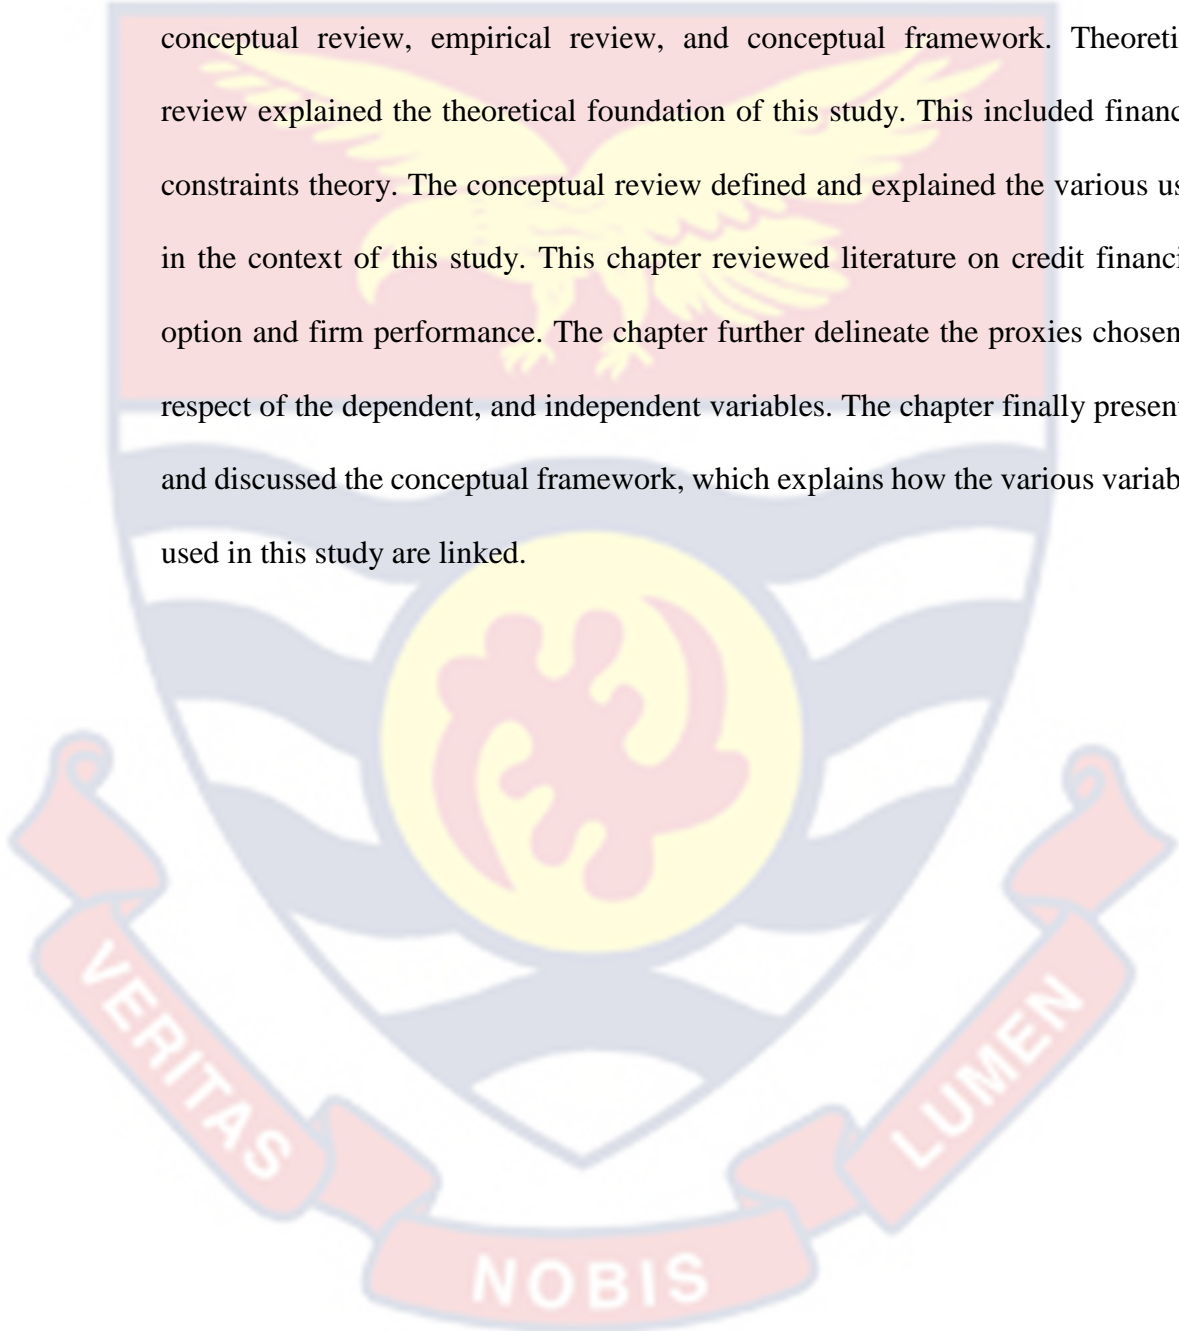 conceptual review, empirical review, and conceptual framework. Theoreti
review explained the theoretical foundation of this study. This included financ
constraints theory. The conceptual review defined and explained the various us
in the context of this study. This chapter reviewed literature on credit financi
option and firm performance. The chapter further delineate the proxies chosen
respect of the dependent, and independent variables. The chapter finally present
and discussed the conceptual framework, which explains how the various variab
used in this study are linked.
VERITAS
NOBIS
LUMEN